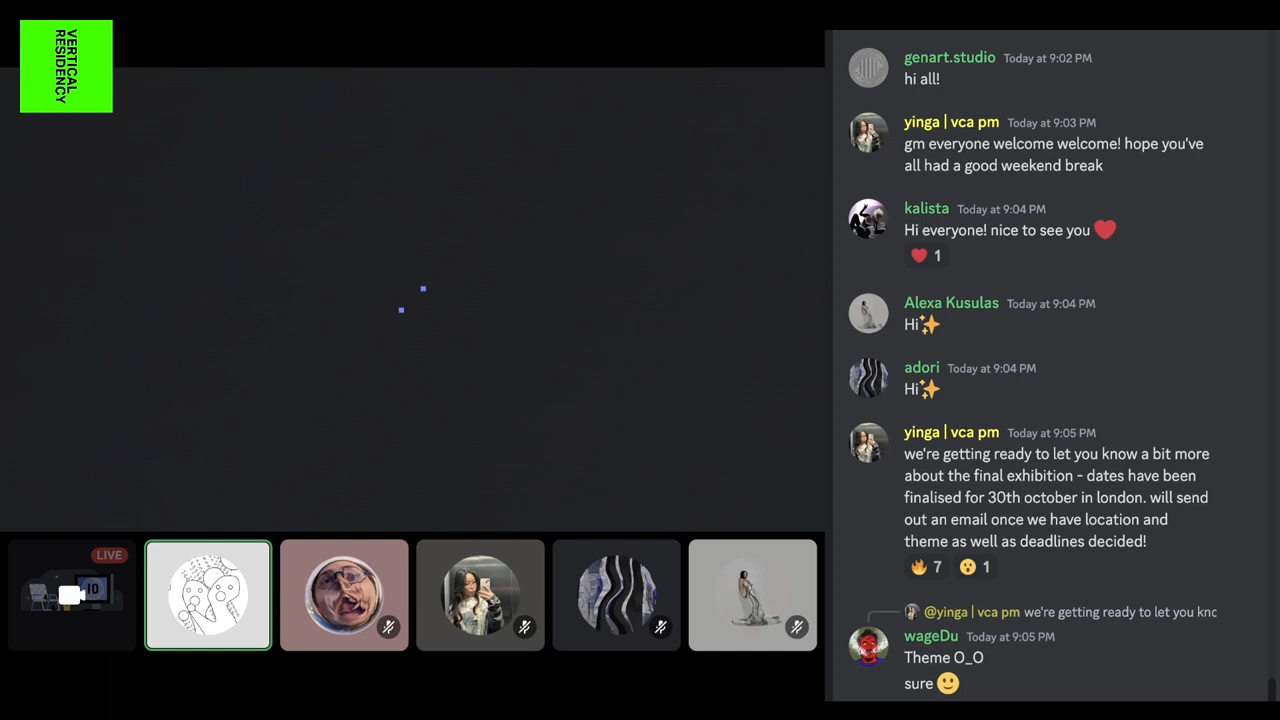 VERTICAL
RESIDENCY
LIVE
IO
genart.studio Today at 9:02 PM
hi all!
yinga | vca pm Today at 9:03 PM
gm everyone welcome welcome! hope you've
all had a good weekend break
kalista Today at 9:04 PM
Hi everyone! nice to see you ❤️
❤️ 1
Alexa Kusulas Today at 9:04 PM
Hi✨
adori Today at 9:04 PM
Hi✨
yinga | vca pm Today at 9:05 PM
we're getting ready to let you know a bit more
about the final exhibition - dates have been
finalised for 30th october in london. will send
out an email once we have location and
theme as well as deadlines decided!
🔥 7 😮 1
@yinga | vca pm we're getting ready to let you knc
wageDu Today at 9:05 PM
Theme O_O
sure 🙂